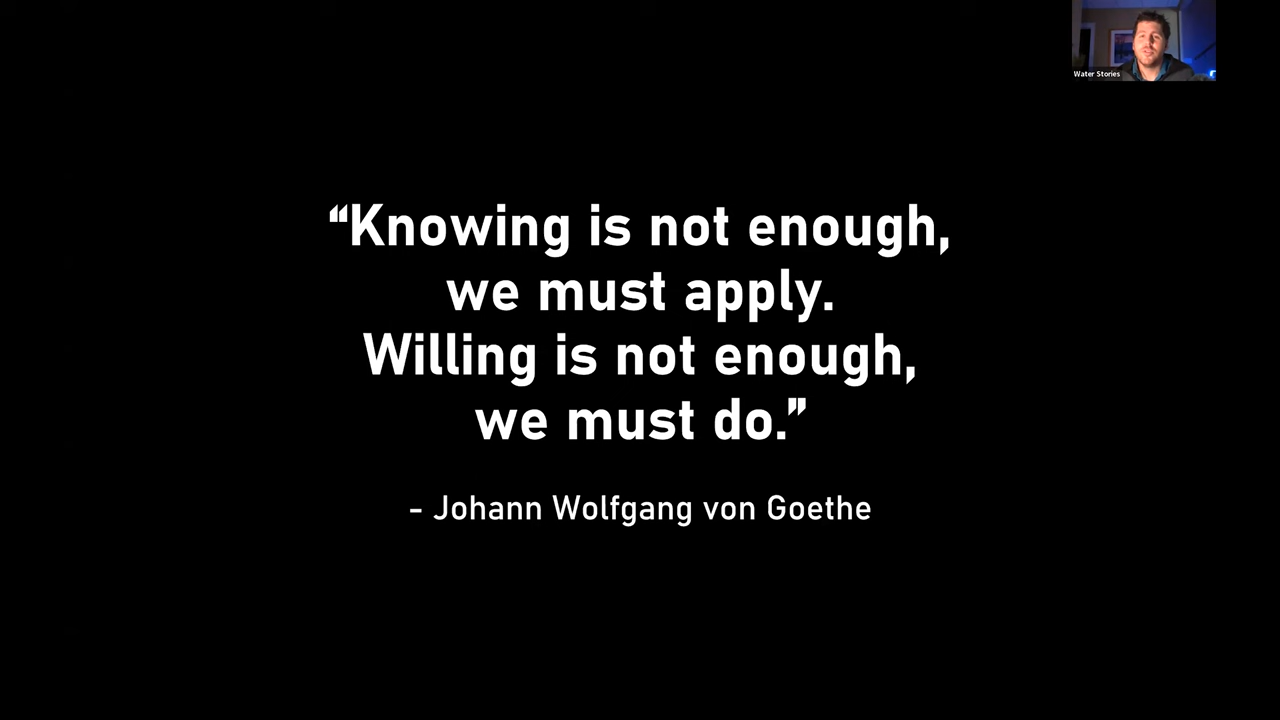 Water Stories
“Knowing is not enough,
we must apply.
Willing is not enough,
we must do.”
- Johann Wolfgang von Goethe